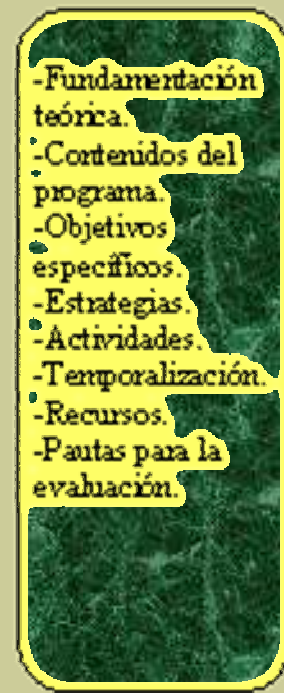 -Fundamentación
teórica.
-Contenidos del
programa.
-Objetivos
específicos.
-Estrategias.
-Actividades.
-Temporalización.
-Recursos.
-Pautas para la
evaluación.